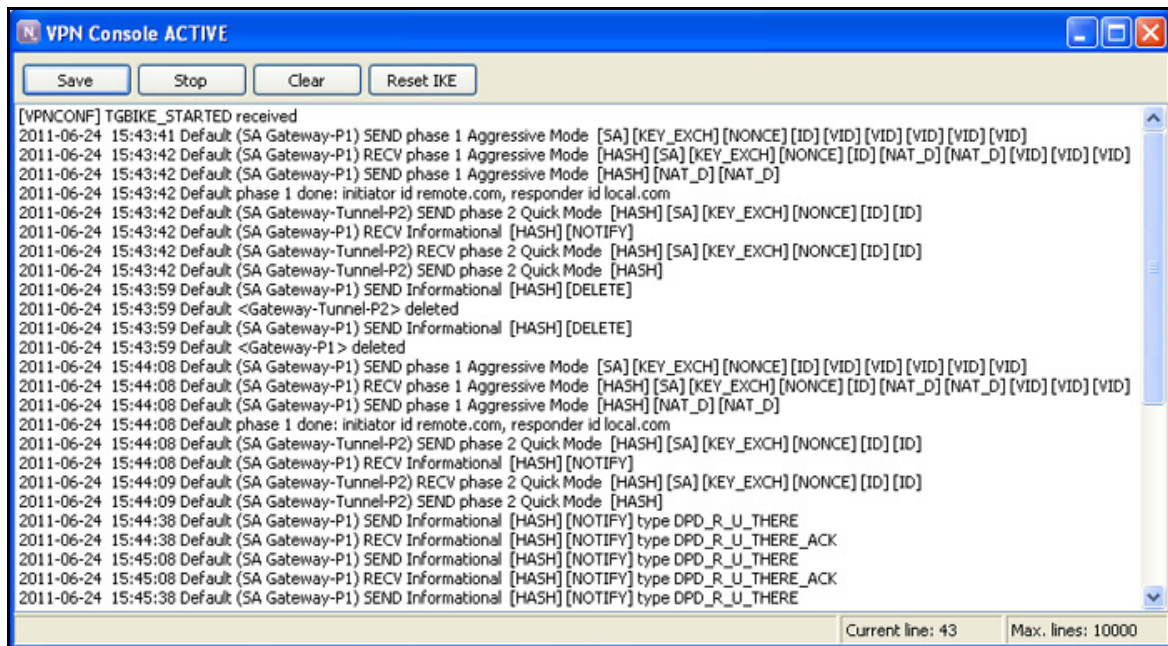 N. VPN Console ACTIVE
Save Stop Clear Reset IKE
[VPNCONF] TGBIKE_STARTED received
2011-06-24 15:43:41 Default (SA Gateway-P1) SEND phase 1 Aggressive Mode [SA] [KEY_EXCH] [NONCE] [ID] [VID] [VID] [VID] [VID] [VID]
2011-06-24 15:43:42 Default (SA Gateway-P1) RECV phase 1 Aggressive Mode [HASH] [SA] [KEY_EXCH] [NONCE] [ID] [NAT_D] [NAT_D] [VID] [VID] [VID]
2011-06-24 15:43:42 Default (SA Gateway-P1) SEND phase 1 Aggressive Mode [HASH] [NAT_D] [NAT_D]
2011-06-24 15:43:42 Default phase 1 done: initiator id remote.com, responder id local.com
2011-06-24 15:43:42 Default (SA Gateway-Tunnel-P2) SEND phase 2 Quick Mode [HASH] [SA] [KEY_EXCH] [NONCE] [ID] [ID]
2011-06-24 15:43:42 Default (SA Gateway-P1) RECV Informational [HASH] [NOTIFY]
2011-06-24 15:43:42 Default (SA Gateway-Tunnel-P2) RECV phase 2 Quick Mode [HASH] [SA] [KEY_EXCH] [NONCE] [ID] [ID]
2011-06-24 15:43:42 Default (SA Gateway-Tunnel-P2) SEND phase 2 Quick Mode [HASH]
2011-06-24 15:43:59 Default (SA Gateway-P1) SEND Informational [HASH] [DELETE]
2011-06-24 15:43:59 Default <Gateway-Tunnel-P2> deleted
2011-06-24 15:43:59 Default (SA Gateway-P1) SEND Informational [HASH] [DELETE]
2011-06-24 15:43:59 Default <Gateway-P1> deleted
2011-06-24 15:44:08 Default (SA Gateway-P1) SEND phase 1 Aggressive Mode [SA] [KEY_EXCH] [NONCE] [ID] [VID] [VID] [VID] [VID] [VID]
2011-06-24 15:44:08 Default (SA Gateway-P1) RECV phase 1 Aggressive Mode [HASH] [SA] [KEY_EXCH] [NONCE] [ID] [NAT_D] [NAT_D] [VID] [VID] [VID]
2011-06-24 15:44:08 Default (SA Gateway-P1) SEND phase 1 Aggressive Mode [HASH] [NAT_D] [NAT_D]
2011-06-24 15:44:08 Default phase 1 done: initiator id remote.com, responder id local.com
2011-06-24 15:44:08 Default (SA Gateway-Tunnel-P2) SEND phase 2 Quick Mode [HASH] [SA] [KEY_EXCH] [NONCE] [ID] [ID]
2011-06-24 15:44:08 Default (SA Gateway-P1) RECV Informational [HASH] [NOTIFY]
2011-06-24 15:44:09 Default (SA Gateway-Tunnel-P2) RECV phase 2 Quick Mode [HASH] [SA] [KEY_EXCH] [NONCE] [ID] [ID]
2011-06-24 15:44:09 Default (SA Gateway-Tunnel-P2) SEND phase 2 Quick Mode [HASH]
2011-06-24 15:44:38 Default (SA Gateway-P1) SEND Informational [HASH] [NOTIFY] type DPD_R_U_THERE
2011-06-24 15:44:38 Default (SA Gateway-P1) RECV Informational [HASH] [NOTIFY] type DPD_R_U_THERE_ACK
2011-06-24 15:45:08 Default (SA Gateway-P1) SEND Informational [HASH] [NOTIFY] type DPD_R_U_THERE
2011-06-24 15:45:08 Default (SA Gateway-P1) RECV Informational [HASH] [NOTIFY] type DPD_R_U_THERE_ACK
2011-06-24 15:45:38 Default (SA Gateway-P1) SEND Informational [HASH] [NOTIFY] type DPD_R_U_THERE
Current line: 43 Max. lines: 10000